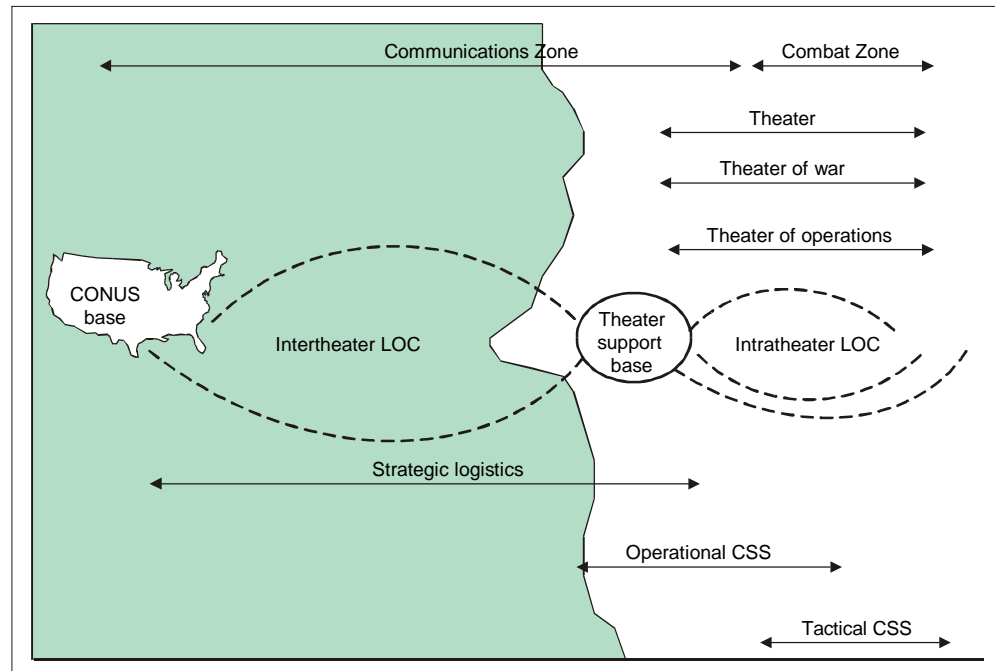 Communications Zone
Combat Zone
Theater
Theater of war
Theater of operations
CONUS
base
Intertheater LOC
Theater
support
base
Intratheater LOC
Strategic logistics
Operational CSS
Tactical CSS